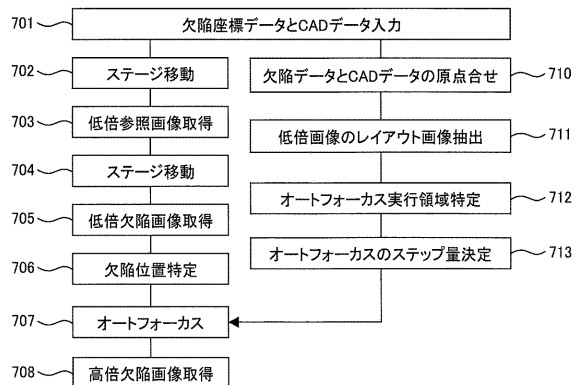 701 欠陥座標データとCADデータ入力
702 ステージ移動
欠陥データとCADデータの原点合せ 710
703 低倍参照画像取得
低倍画像のレイアウト画像抽出 711
704 ステージ移動
オートフォーカス実行領域特定 712
705 低倍欠陥画像取得
オートフォーカスのステップ量決定 713
706 欠陥位置特定
707 オートフォーカス
708 高倍欠陥画像取得